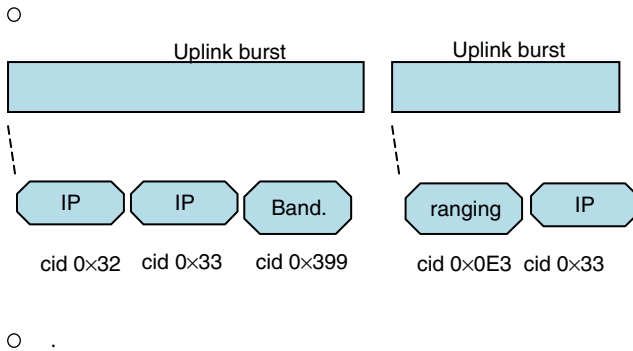 Uplink burst
Uplink burst
IP
IP
Band.
ranging
IP
cid 0×32
cid 0×33
cid 0×399
cid 0×0E3
cid 0×33
.